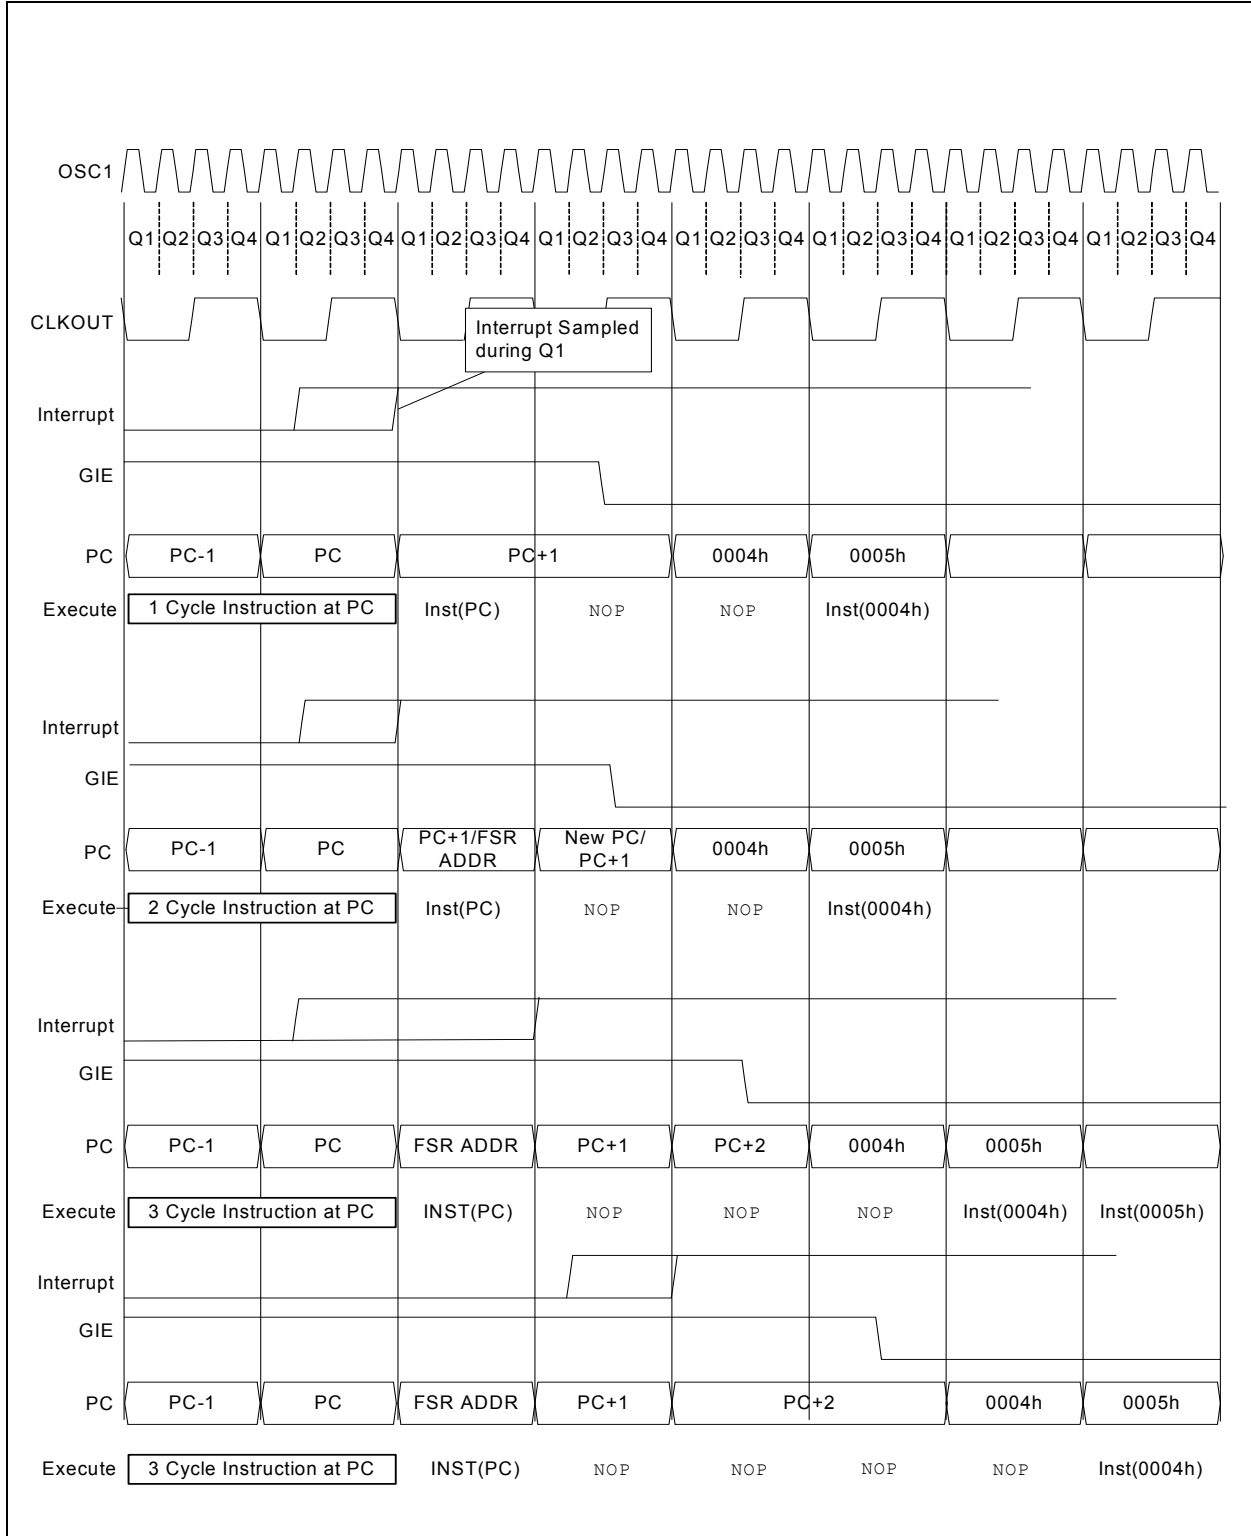 OSC1
Q1 Q2 Q3 Q4 Q1 Q2 Q3 Q4 Q1 Q2 Q3 Q4 Q1 Q2 Q3 Q4 Q1 Q2 Q3 Q4 Q1 Q2 Q3 Q4 Q1 Q2 Q3 Q4 Q1 Q2 Q3 Q4
CLKOUT
Interrupt Sampled
during Q1
Interrupt
GIE
PC PC-1 PC PC+1 0004h 0005h
Execute 1 Cycle Instruction at PC Inst(PC) NOP NOP Inst(0004h)
Interrupt
GIE
PC PC-1 PC PC+1/FSR ADDR New PC/ PC+1 0004h 0005h
Execute 2 Cycle Instruction at PC Inst(PC) NOP NOP Inst(0004h)
Interrupt
GIE
PC PC-1 PC FSR ADDR PC+1 PC+2 0004h 0005h
Execute 3 Cycle Instruction at PC INST(PC) NOP NOP NOP Inst(0004h) Inst(0005h)
Interrupt
GIE
PC PC-1 PC FSR ADDR PC+1 PC+2 0004h 0005h
Execute 3 Cycle Instruction at PC INST(PC) NOP NOP NOP NOP Inst(0004h)